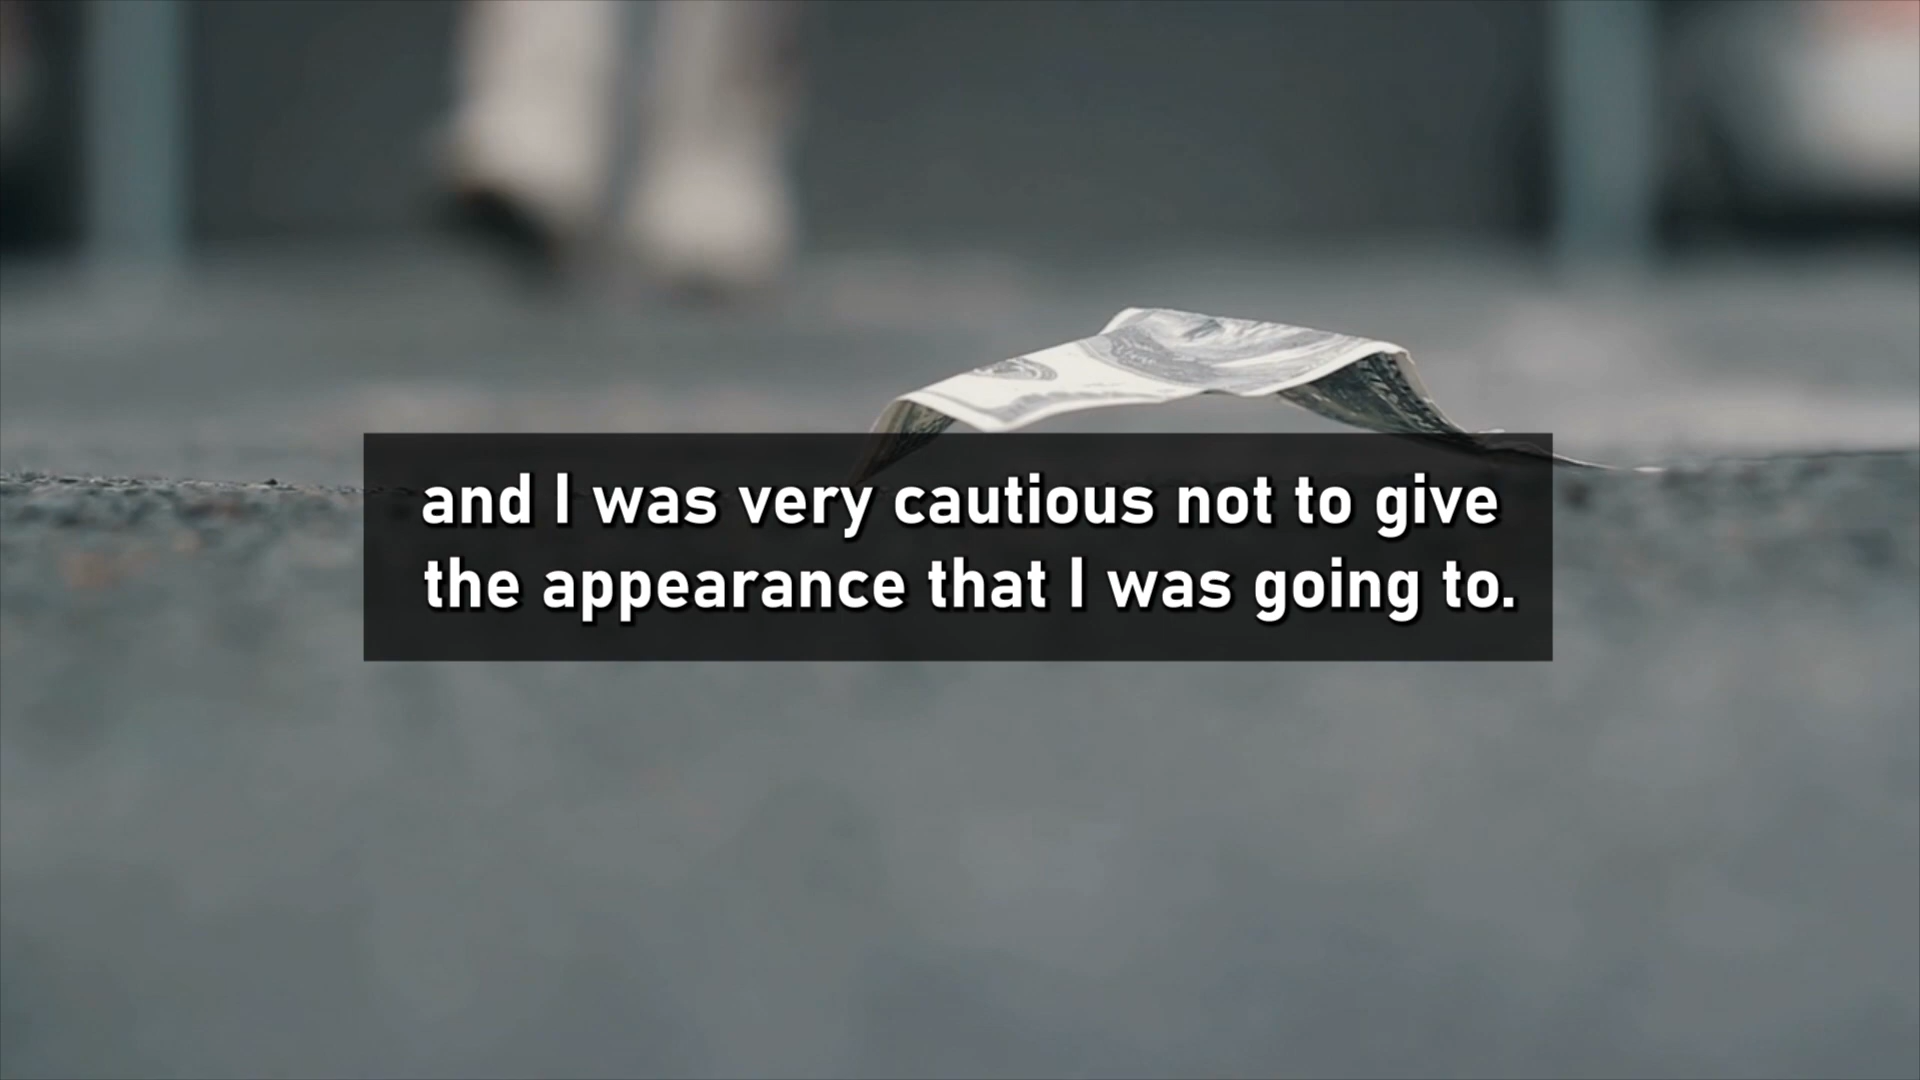 and I was very cautious not to give
the appearance that I was going to.